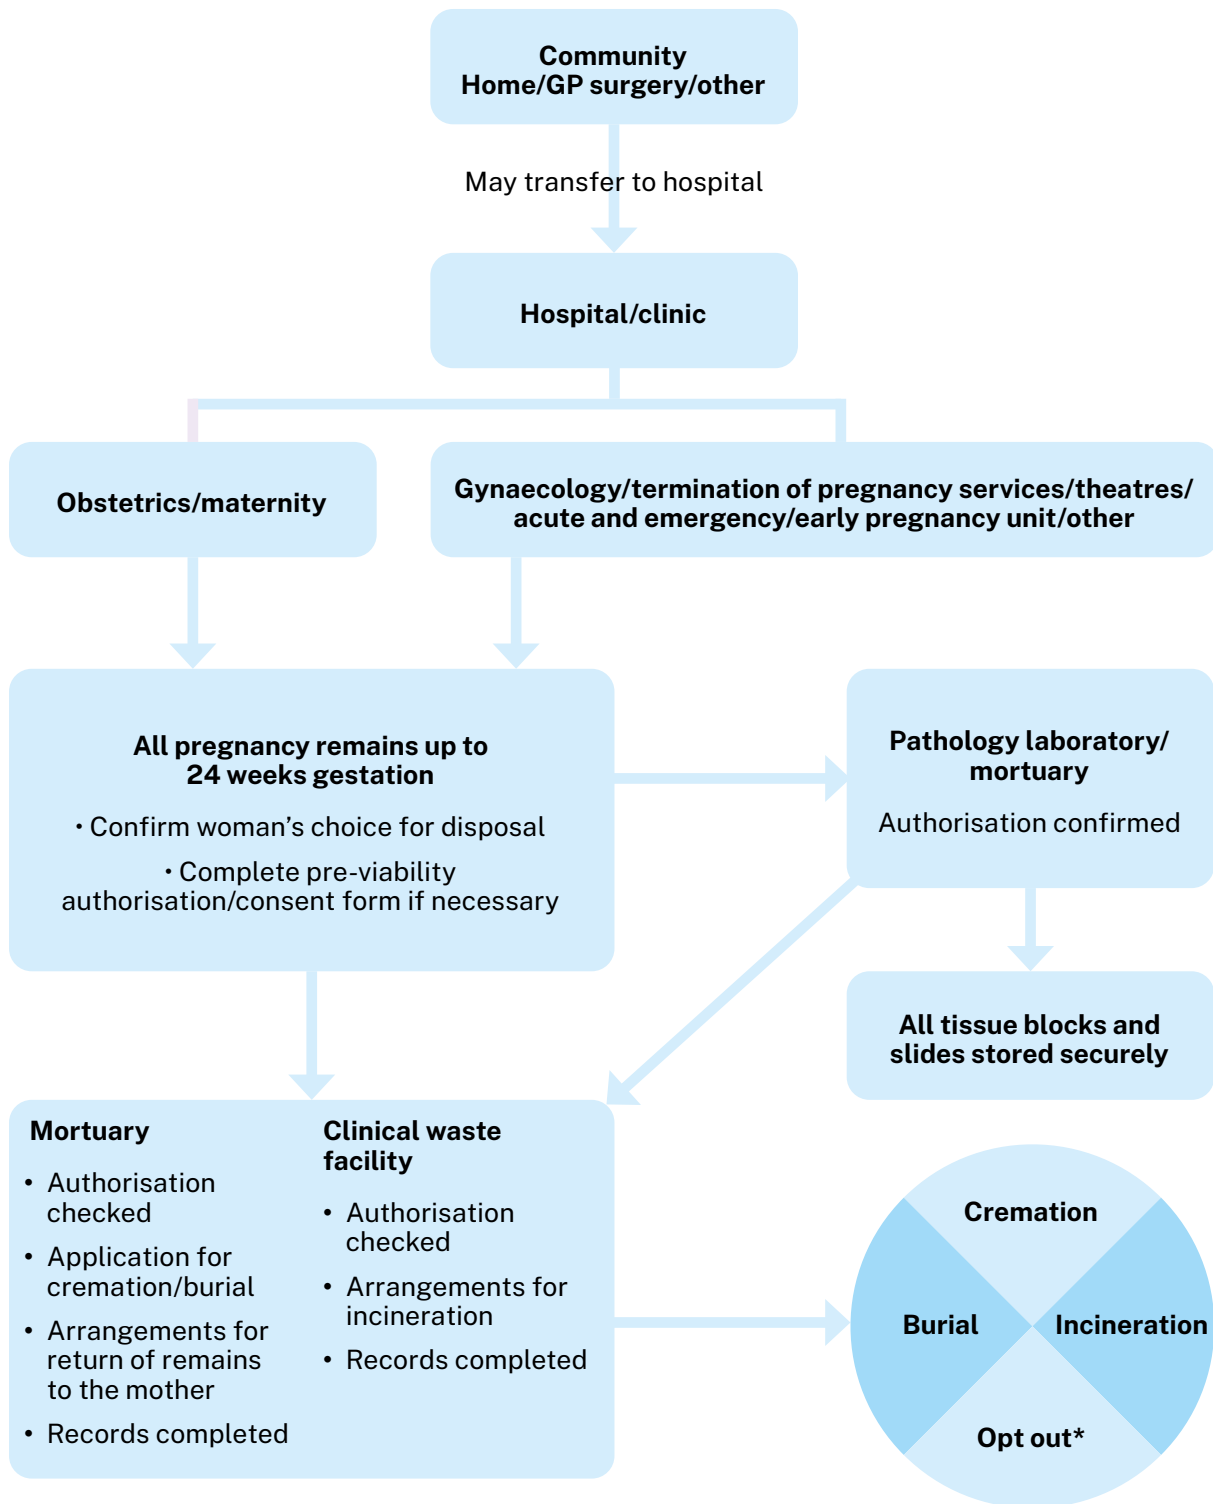 Community
Home/GP surgery/other
May transfer to hospital
Hospital/clinic
Obstetrics/maternity
Gynaecology/termination of pregnancy services/theatres/
acute and emergency/early pregnancy unit/other
All pregnancy remains up to
24 weeks gestation
• Confirm woman’s choice for disposal
• Complete pre-viability
authorisation/consent form if necessary
Pathology laboratory/
mortuary
Authorisation confirmed
All tissue blocks and
slides stored securely
Mortuary
• Authorisation
checked
• Application for
cremation/burial
• Arrangements for
return of remains
to the mother
• Records completed
Clinical waste
facility
• Authorisation
checked
• Arrangements for
incineration
• Records completed
Cremation
Burial
Incineration
Opt out*